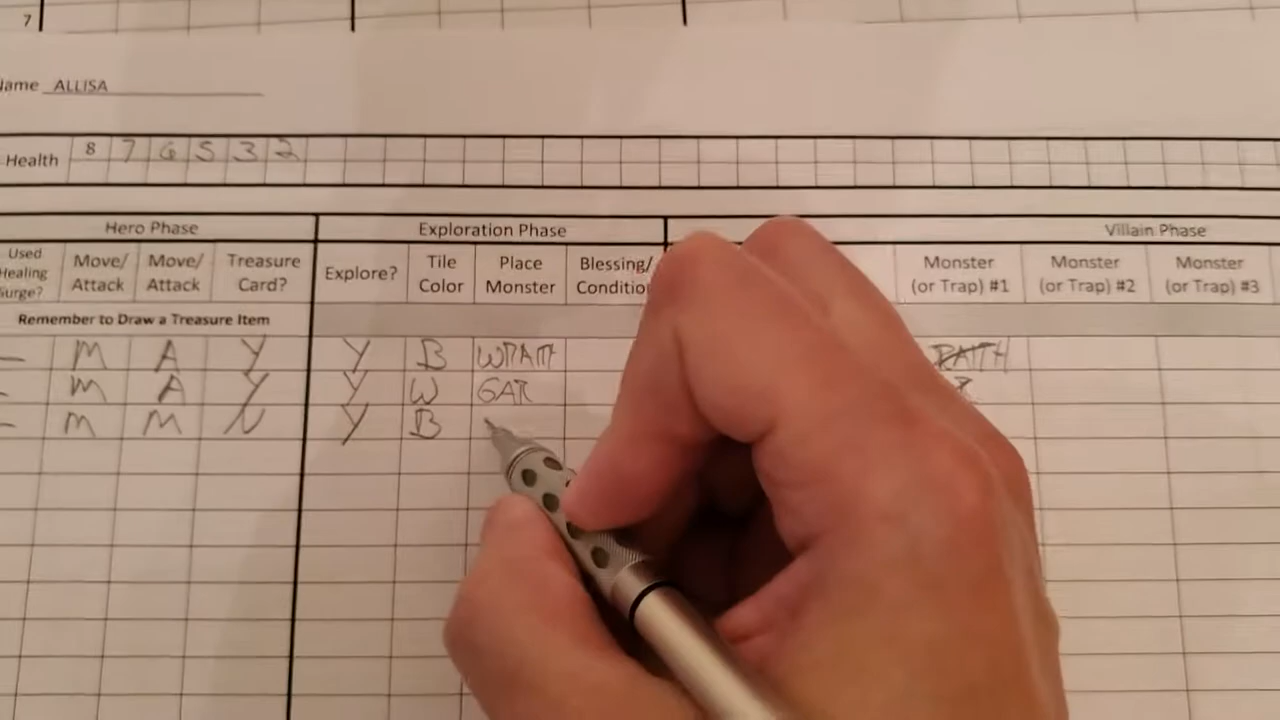 7
Name ALLISA
Health 8 7 6 5 3 2
Hero Phase Exploration Phase Villain Phase
Used Healing Surge? Move/ Attack Move/ Attack Treasure Card? Explore? Tile Color Place Monster Blessing/ Condition Monster (or Trap) #1 Monster (or Trap) #2 Monster (or Trap) #3
Remember to Draw a Treasure Item
– M A Y Y B WRAITH
– M A Y Y W GAR
– M M N Y B